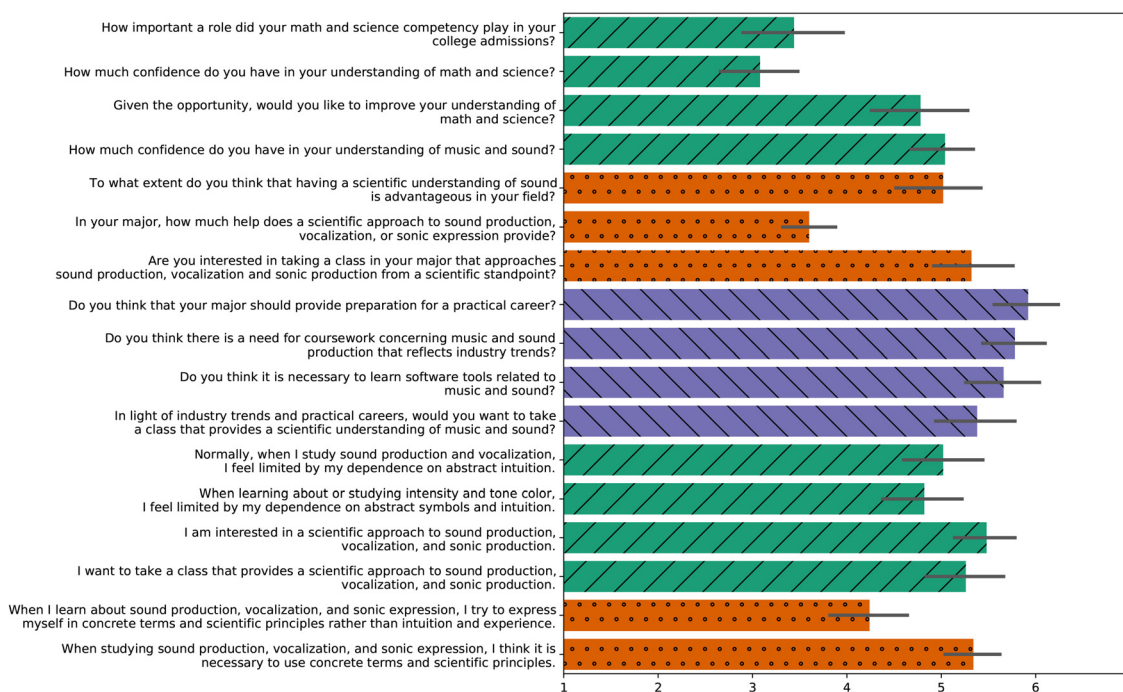 How important a role did your math and science competency play in your
college admissions?
How much confidence do you have in your understanding of math and science?
Given the opportunity, would you like to improve your understanding of
math and science?
How much confidence do you have in your understanding of music and sound?
To what extent do you think that having a scientific understanding of sound
is advantageous in your field?
In your major, how much help does a scientific approach to sound production,
vocalization, or sonic expression provide?
Are you interested in taking a class in your major that approaches
sound production, vocalization and sonic production from a scientific standpoint?
Do you think that your major should provide preparation for a practical career?
Do you think there is a need for coursework concerning music and sound
production that reflects industry trends?
Do you think it is necessary to learn software tools related to
music and sound?
In light of industry trends and practical careers, would you want to take
a class that provides a scientific understanding of music and sound?
Normally, when I study sound production and vocalization,
I feel limited by my dependence on abstract intuition.
When learning about or studying intensity and tone color,
I feel limited by my dependence on abstract symbols and intuition.
I am interested in a scientific approach to sound production,
vocalization, and sonic production.
I want to take a class that provides a scientific approach to sound production,
vocalization, and sonic production.
When I learn about sound production, vocalization, and sonic expression, I try to express
myself in concrete terms and scientific principles rather than intuition and experience.
When studying sound production, vocalization, and sonic expression, I think it is
necessary to use concrete terms and scientific principles.
1 2 3 4 5 6